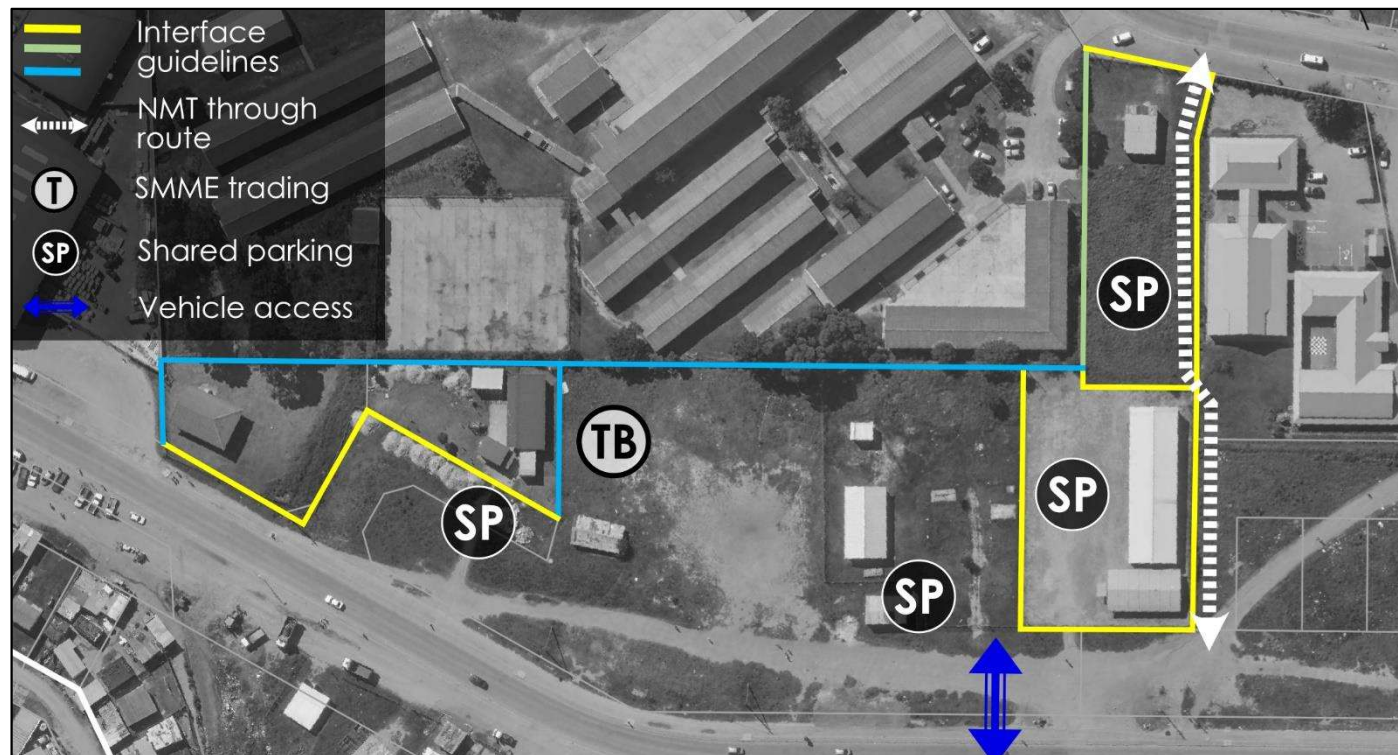 Interface
guidelines
NMT through
route
T
SMME trading
SP
Shared parking
Vehicle access
SP
TB
SP
SP
SP